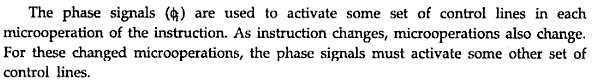 The phase signals (ϕᵢ) are used to activate some set of control lines in each
microoperation of the instruction. As instruction changes, microoperations also change.
For these changed microoperations, the phase signals must activate some other set of
control lines.